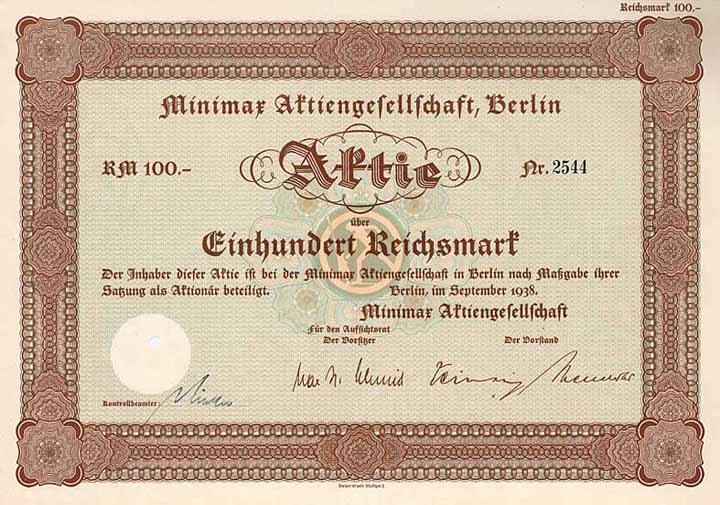 Reichsmark 100.-
Minimax Aktiengesellschaft, Berlin
RM 100.-
Aktie
Nr. 2544
über
Einhundert Reichsmark
Der Inhaber dieser Aktie ist bei der Minimax Aktiengesellschaft in Berlin nach Maßgabe ihrer
Satzung als Aktionär beteiligt. Berlin, im September 1938.
Minimax Aktiengesellschaft
Für den Aufsichtsrat Der Vorstand
Der Vorsitzer
Max H. Schmid
Kontrollbeamter: